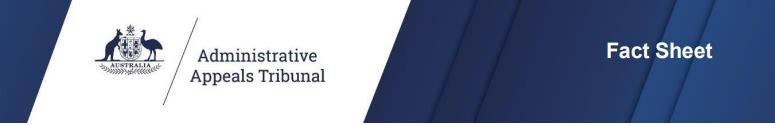 AUSTRALIA
Administrative
Appeals Tribunal
Fact Sheet